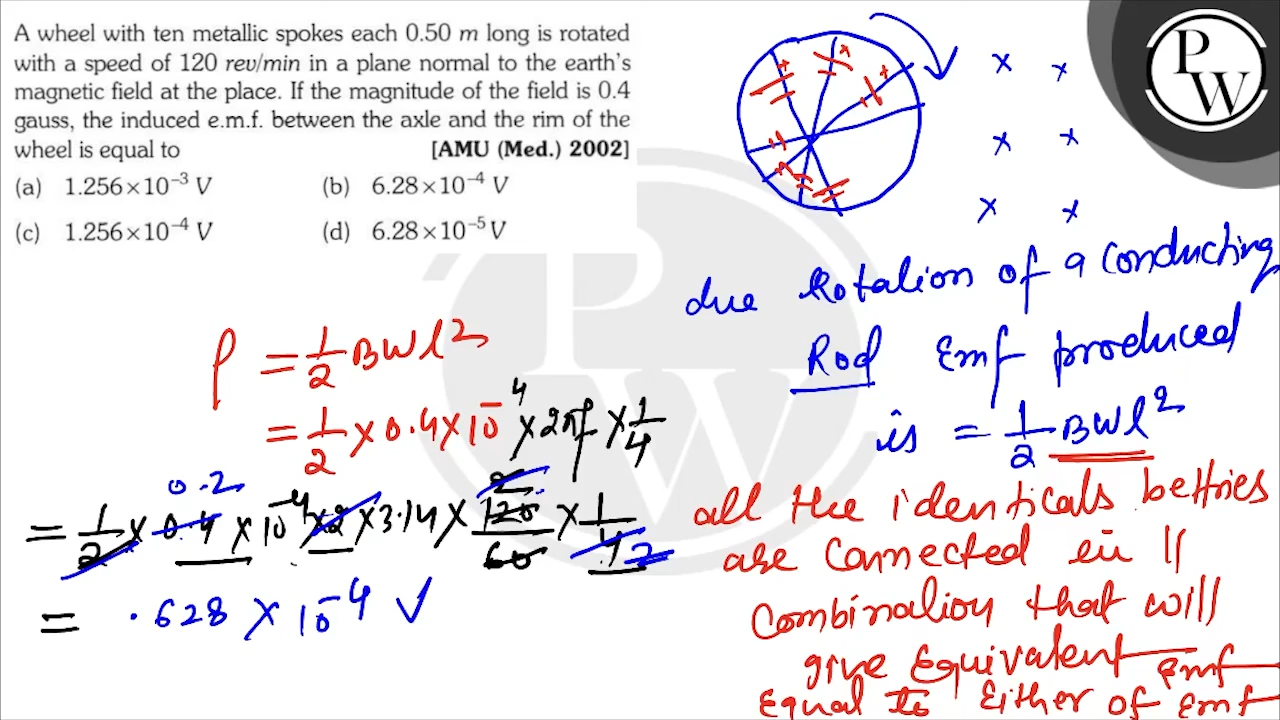 A wheel with ten metallic spokes each 0.50 m long is rotated
with a speed of 120 rev/min in a plane normal to the earth's
magnetic field at the place. If the magnitude of the field is 0.4
gauss, the induced e.m.f. between the axle and the rim of the
wheel is equal to [AMU (Med.) 2002]
(a) 1.256×10⁻³ V (b) 6.28×10⁻⁴ V
(c) 1.256×10⁻⁴ V (d) 6.28×10⁻⁵ V
P
W
due Rotation of a Conducting
Rod Emf produced
is = 1/2 BWl²
all the identicals bettries
are Connected in ||
Combination that will
give Equivalent Emf
Equal to Either of Emf
= 1/2 BWl²
= 1/2 × 0.4 × 10⁻⁴ × 2πf × 1/4
= 1/2 × 0.4 × 10⁻⁴ × 2 × 3.14 × 120/60 × 1/4
0.2 2 2
= .628 × 10⁻⁴ V